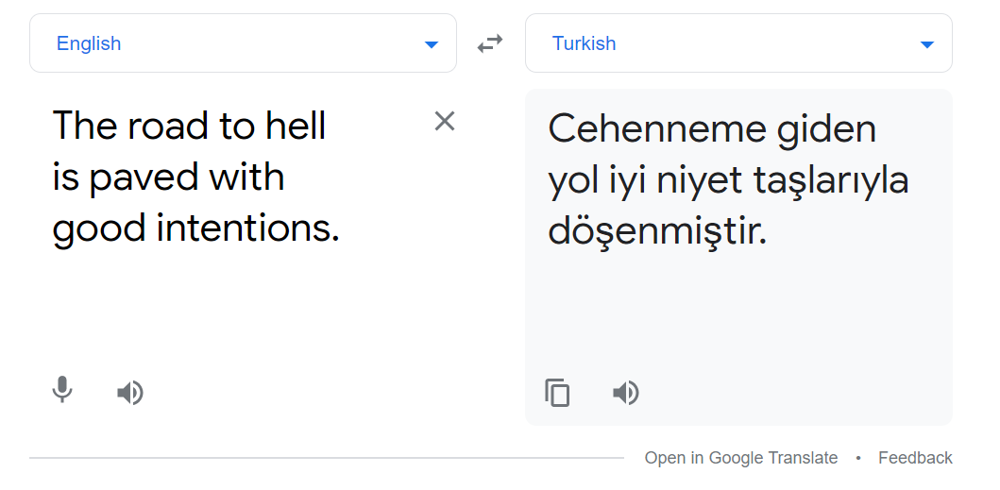 English
Turkish
The road to hell
is paved with
good intentions.
Cehenneme giden
yol iyi niyet taşlarıyla
döşenmiştir.
Open in Google Translate • Feedback